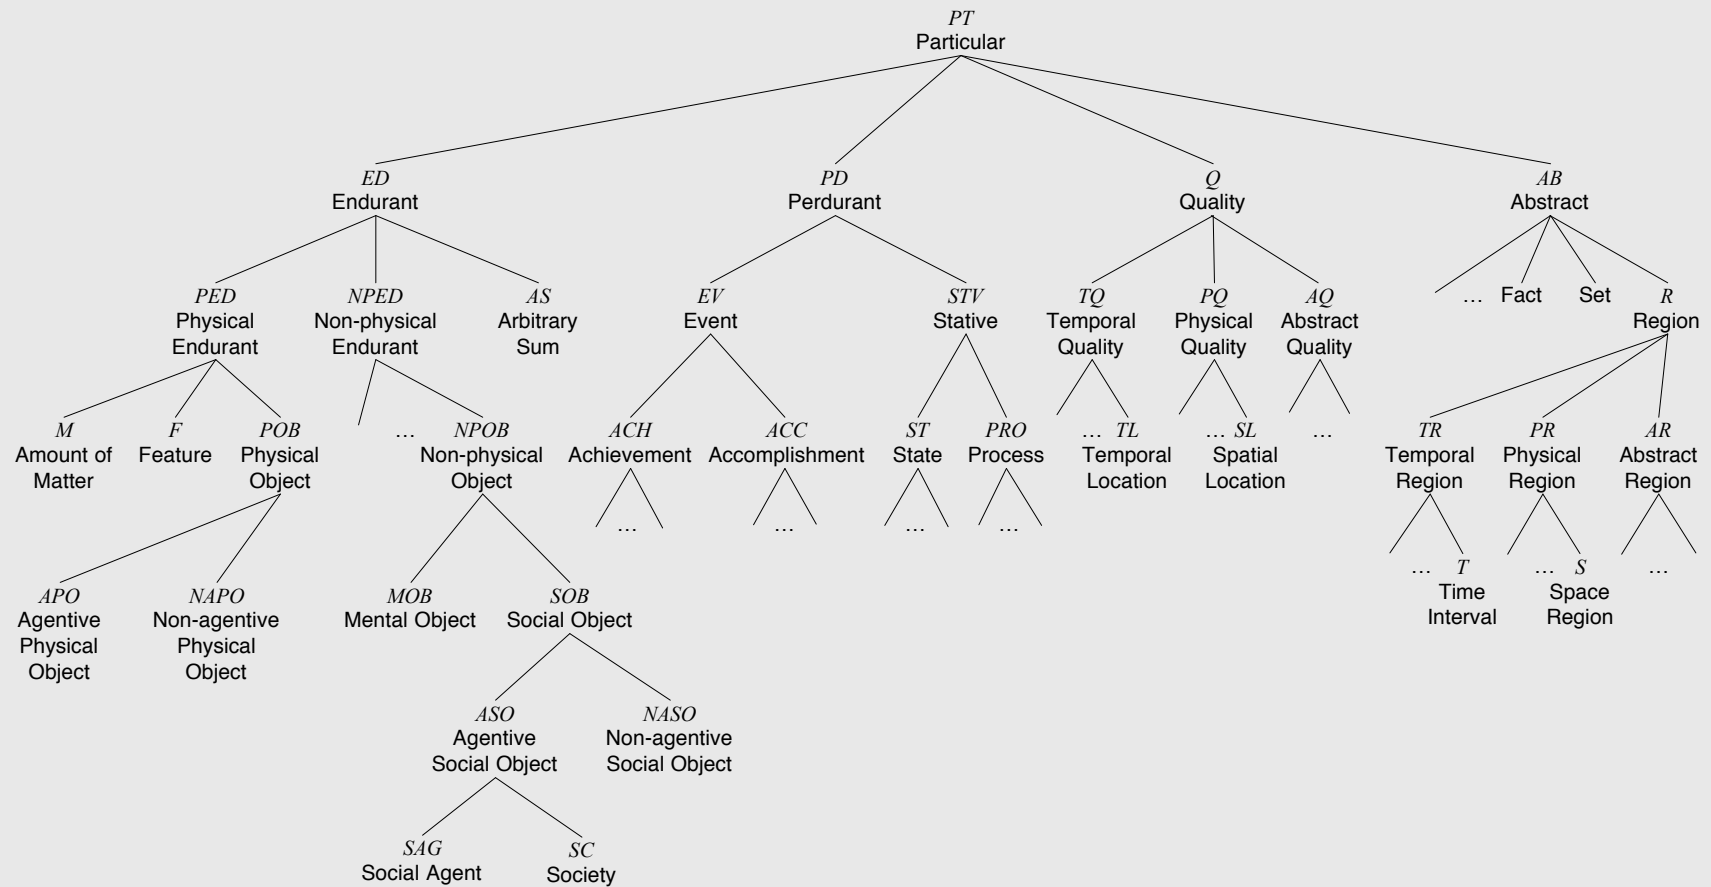 PT
Particular
ED
Endurant
PD
Perdurant
Q
Quality
AB
Abstract
PED
Physical
Endurant
NPED
Non-physical
Endurant
AS
Arbitrary
Sum
EV
Event
STV
Stative
TQ
Temporal
Quality
PQ
Physical
Quality
AQ
Abstract
Quality
…
Fact
Set
R
Region
M
Amount of
Matter
F
Feature
POB
Physical
Object
…
NPOB
Non-physical
Object
ACH
Achievement
ACC
Accomplishment
ST
State
PRO
Process
… TL
Temporal
Location
… SL
Spatial
Location
…
TR
Temporal
Region
PR
Physical
Region
AR
Abstract
Region
…
…
…
…
APO
Agentive
Physical
Object
NAPO
Non-agentive
Physical
Object
MOB
Mental Object
SOB
Social Object
… T
Time
Interval
… S
Space
Region
…
ASO
Agentive
Social Object
NASO
Non-agentive
Social Object
SAG
Social Agent
SC
Society